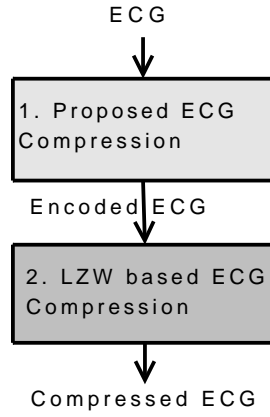 ECG
1. Proposed ECG
Compression
Encoded ECG
2. LZW based ECG
Compression
Compressed ECG